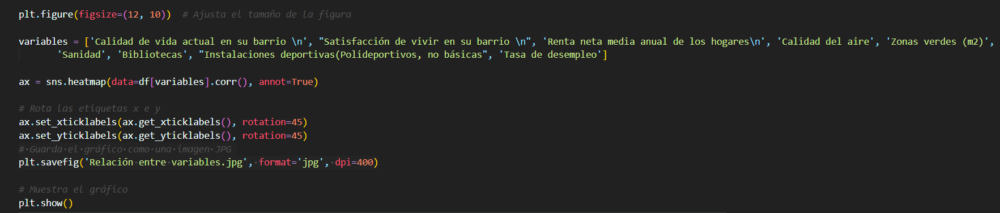 plt.figure(figsize=(12, 10))  # Ajusta el tamaño de la figura
variables = ['Calidad de vida actual en su barrio \n', "Satisfacción de vivir en su barrio \n", 'Renta neta media anual de los hogares\n', 'Calidad del aire', 'Zonas verdes (m2)',
'Sanidad', 'Bibliotecas', "Instalaciones deportivas(Polideportivos, no básicas", 'Tasa de desempleo']
ax = sns.heatmap(data=df[variables].corr(), annot=True)
# Rota las etiquetas x e y
ax.set_xticklabels(ax.get_xticklabels(), rotation=45)
ax.set_yticklabels(ax.get_yticklabels(), rotation=45)
# Guarda el gráfico como una imagen JPG
plt.savefig('Relación entre variables.jpg', format='jpg', dpi=400)
# Muestra el gráfico
plt.show()